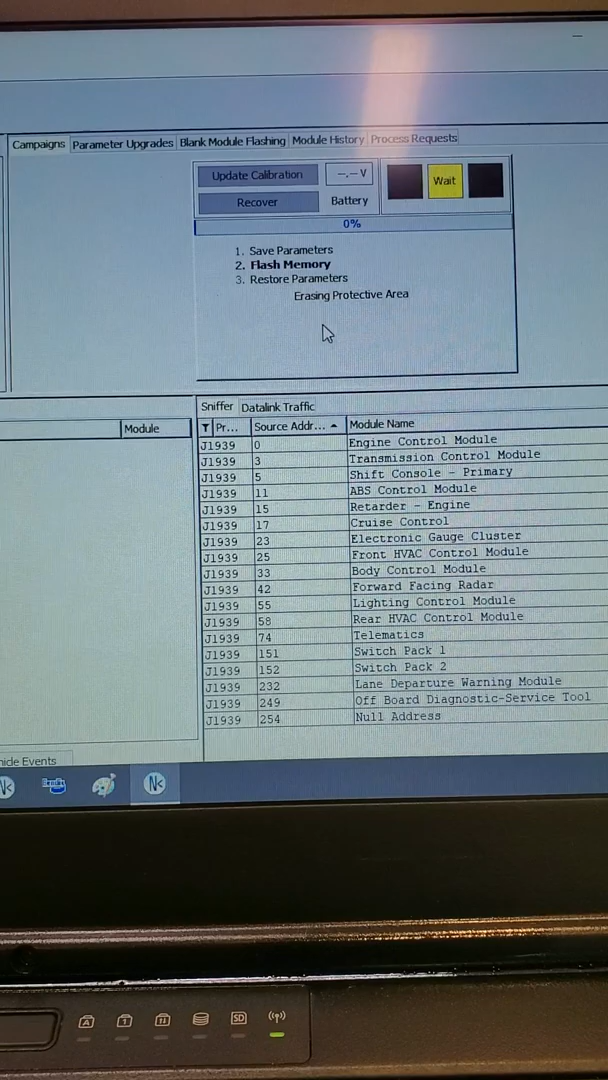 Campaigns Parameter Upgrades Blank Module Flashing Module History Process Requests
Update Calibration
-.-V
Wait
Recover
Battery
0%
1. Save Parameters
2. Flash Memory
3. Restore Parameters
Erasing Protective Area
Sniffer Datalink Traffic
Module
Pr... Source Addr... Module Name
J1939 0 Engine Control Module
J1939 3 Transmission Control Module
J1939 5 Shift Console - Primary
J1939 11 ABS Control Module
J1939 15 Retarder - Engine
J1939 17 Cruise Control
J1939 23 Electronic Gauge Cluster
J1939 25 Front HVAC Control Module
J1939 33 Body Control Module
J1939 42 Forward Facing Radar
J1939 55 Lighting Control Module
J1939 58 Rear HVAC Control Module
J1939 74 Telematics
J1939 151 Switch Pack 1
J1939 152 Switch Pack 2
J1939 232 Lane Departure Warning Module
J1939 249 Off Board Diagnostic-Service Tool
J1939 254 Null Address
hide Events
N<
N<
A
1
SD